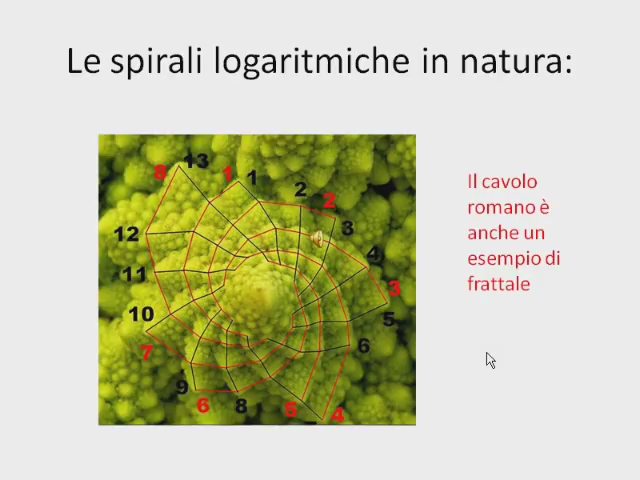 Le spirali logaritmiche in natura:
8 13 1 1
2 2
3
12
4
11
3
10
5
7
6
9
6 8 5 4
Il cavolo
romano è
anche un
esempio di
frattale